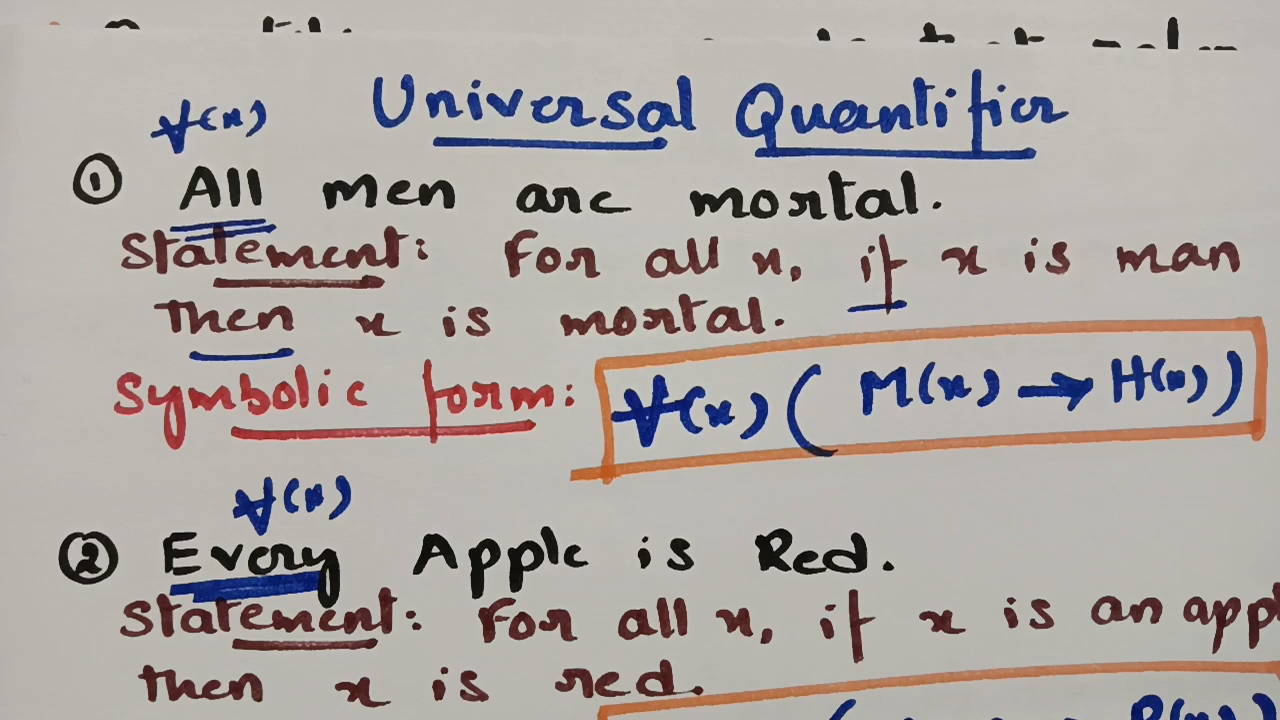 Universal Quantifier
∀(x)
① All men are mortal.
Statement: For all x, if x is man
then x is mortal.
Symbolic form: ∀(x) ( M(x) → H(x) )
∀(x)
② Every Apple is Red.
Statement: For all x, if x is an
then x is red.